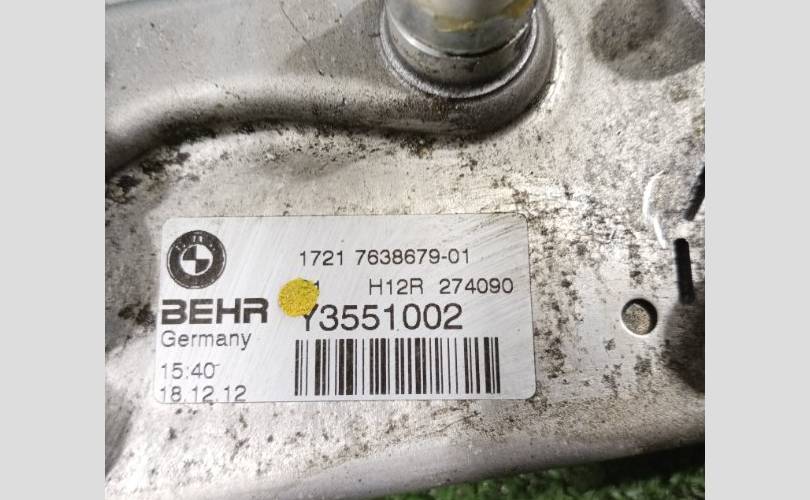 1721 7638679-01
H12R 274090
BEHR
Y3551002
Germany
15:40
18.12.12